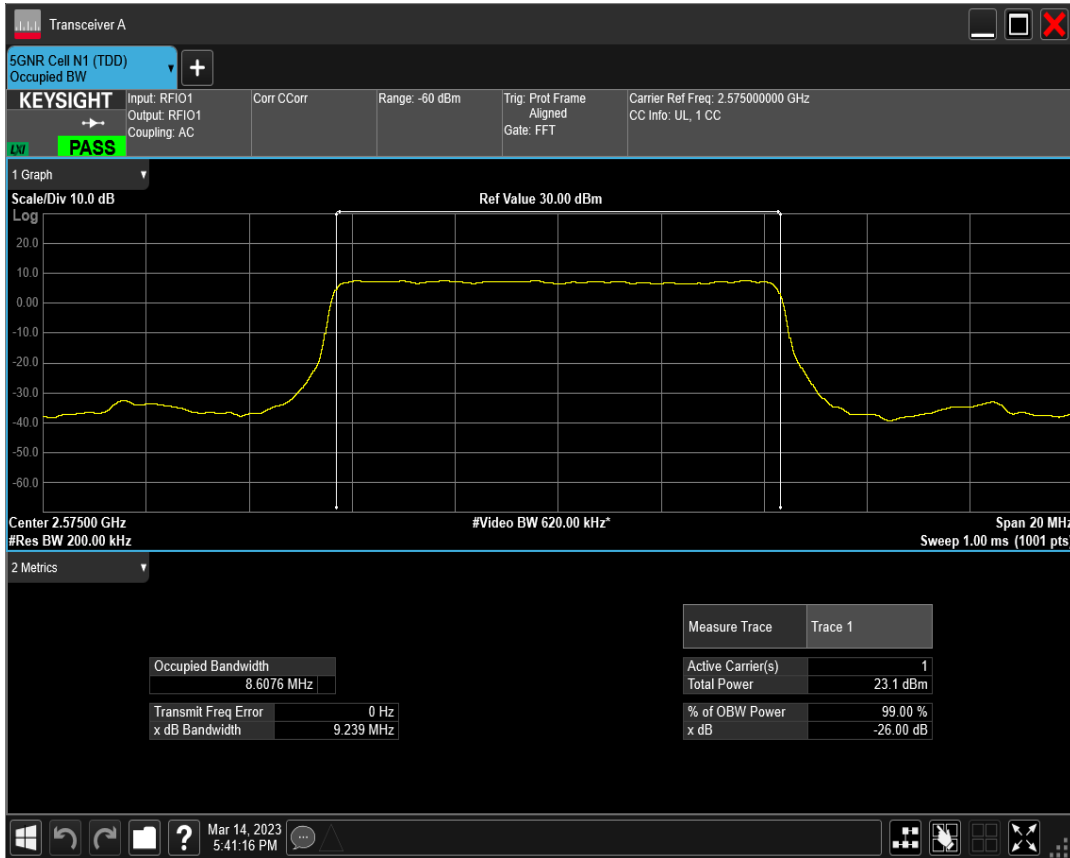 Transceiver A
5GNR Cell N1 (TDD)
Occupied BW
+
KEYSIGHT
LXI
PASS
Input: RFIO1
Output: RFIO1
Coupling: AC
Corr CCorr
Range: -60 dBm
Trig: Prot Frame
Aligned
Gate: FFT
Carrier Ref Freq: 2.575000000 GHz
CC Info: UL, 1 CC
1 Graph
Scale/Div 10.0 dB
Ref Value 30.00 dBm
Log
20.0
10.0
0.00
-10.0
-20.0
-30.0
-40.0
-50.0
-60.0
Center 2.57500 GHz
#Video BW 620.00 kHz*
Span 20 MHz
#Res BW 200.00 kHz
Sweep 1.00 ms (1001 pts)
2 Metrics
Measure Trace Trace 1
Occupied Bandwidth
8.6076 MHz
Active Carrier(s) 1
Total Power 23.1 dBm
Transmit Freq Error 0 Hz
x dB Bandwidth 9.239 MHz
% of OBW Power 99.00 %
x dB -26.00 dB
?
Mar 14, 2023
5:41:16 PM